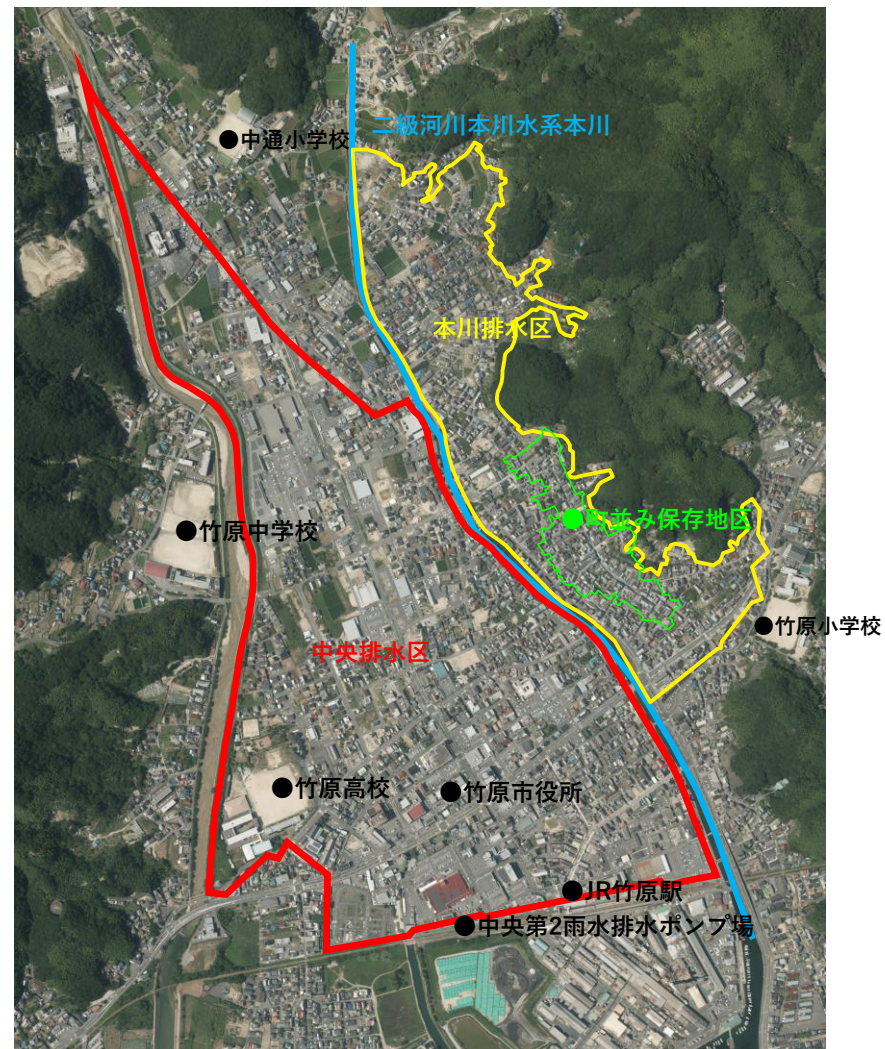 二級河川本川水系本川
●中通小学校
本川排水区
●町並み保存地区
●竹原中学校
●竹原小学校
中央排水区
●竹原高校
●竹原市役所
●JR竹原駅
●中央第2雨水排水ポンプ場